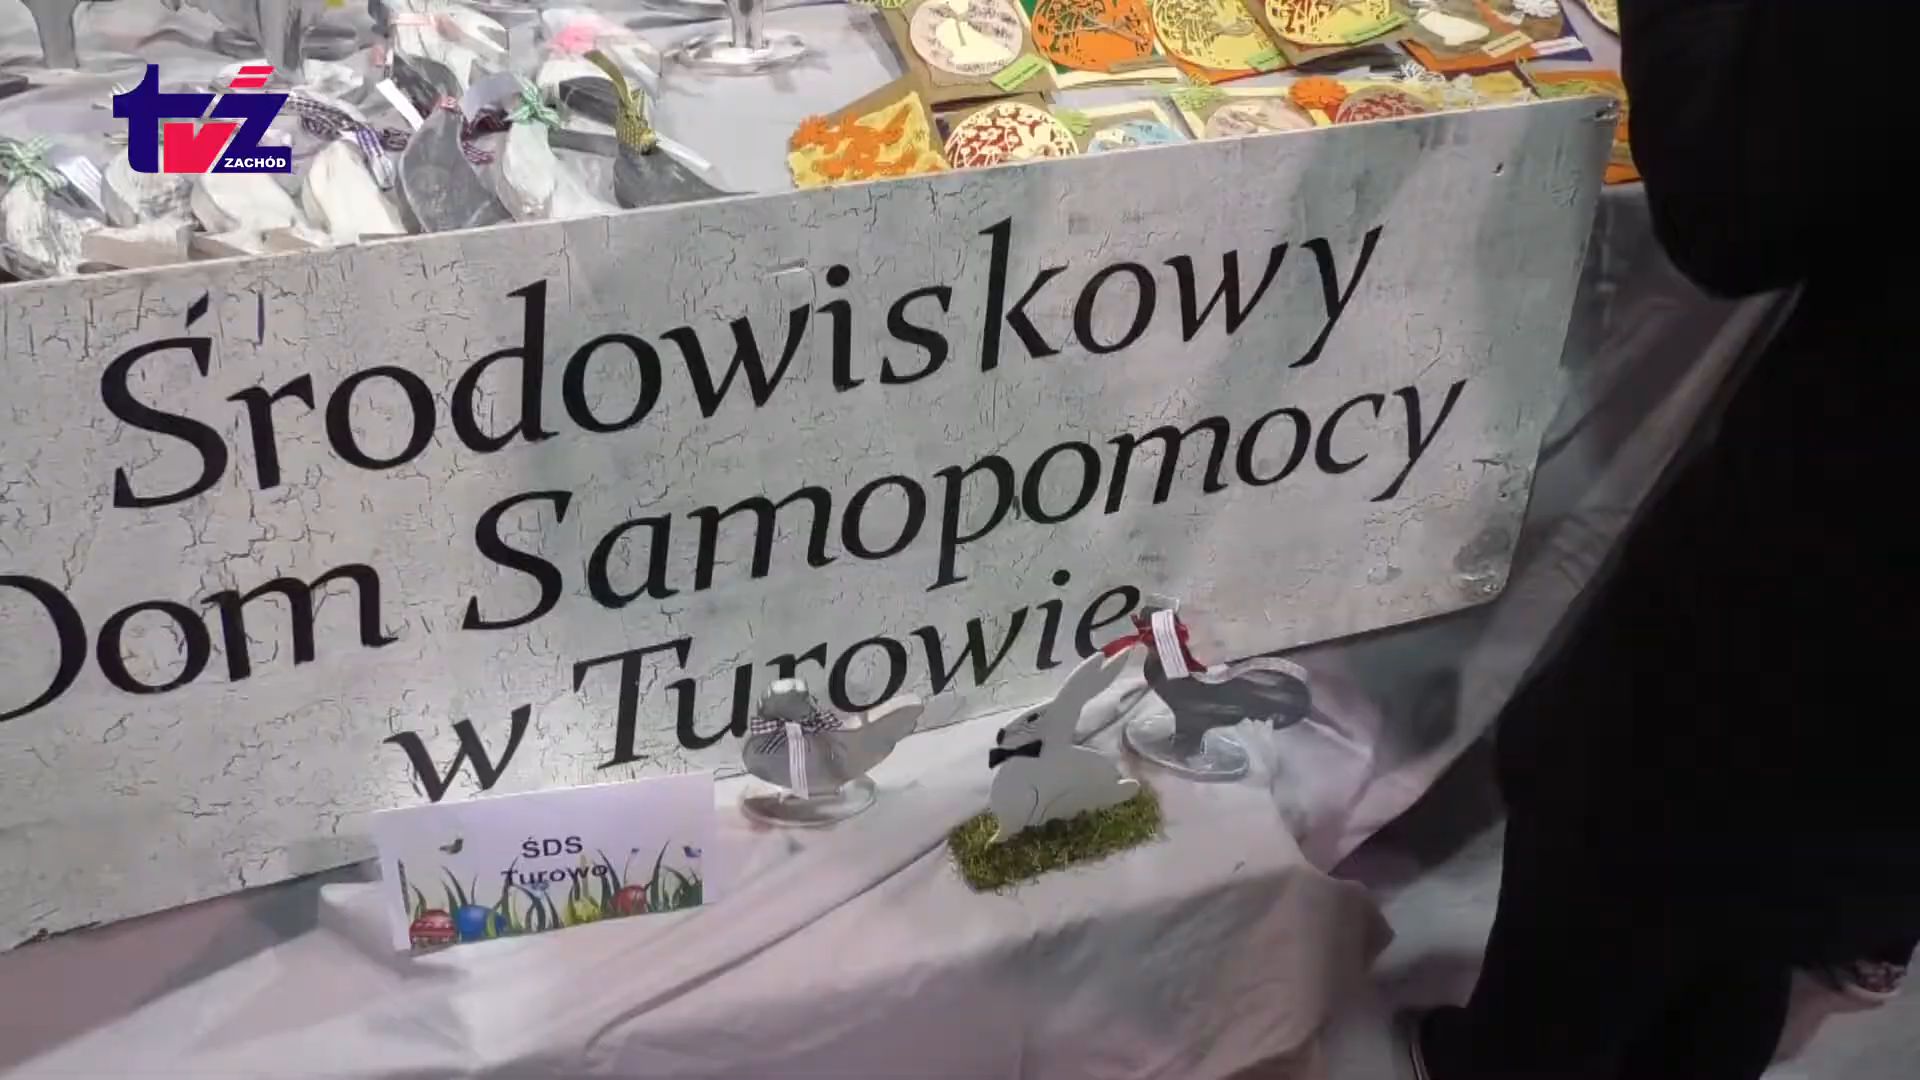 tvż
ZACHÓD
Środowiskowy
Dom Samopomocy
w Turowie
ŚDS
Turowo